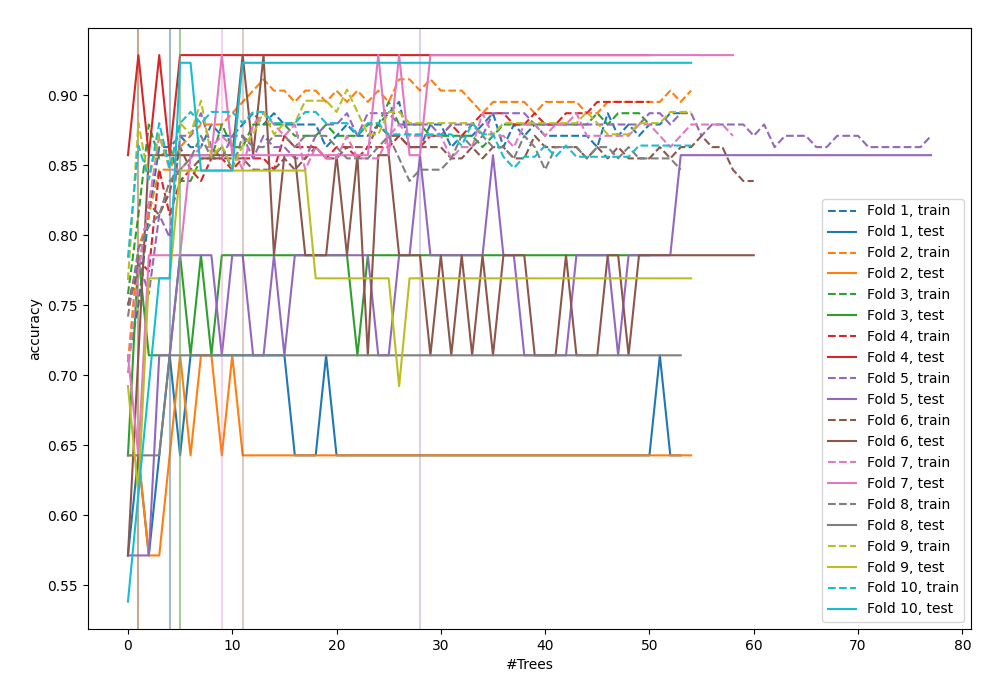 0.90
0.85
0.80
0.75
0.70
0.65
0.60
0.55
accuracy
0
10
20
30
40
50
60
70
80
#Trees
Fold 1, train
Fold 1, test
Fold 2, train
Fold 2, test
Fold 3, train
Fold 3, test
Fold 4, train
Fold 4, test
Fold 5, train
Fold 5, test
Fold 6, train
Fold 6, test
Fold 7, train
Fold 7, test
Fold 8, train
Fold 8, test
Fold 9, train
Fold 9, test
Fold 10, train
Fold 10, test